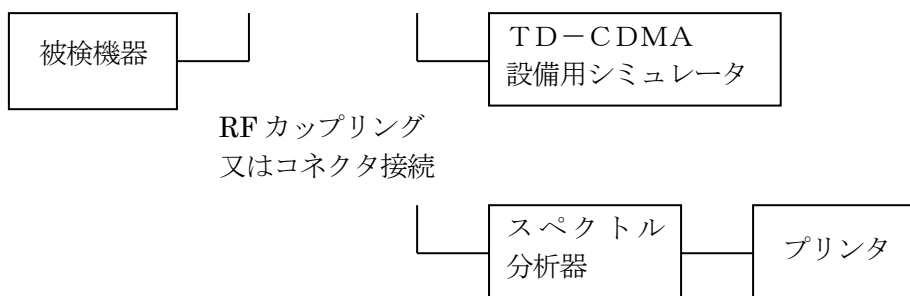 被検機器
TD－CDMA
設備用シミュレータ
RFカップリング
又はコネクタ接続
スペクトル
分析器
プリンタ